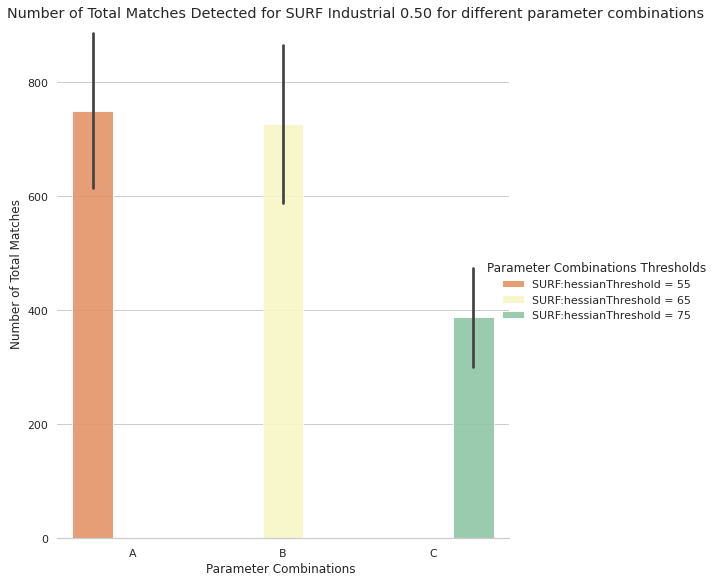 Number of Total Matches Detected for SURF Industrial 0.50 for different parameter combinations
800
600
400
200
0
Number of Total Matches
A
B
C
Parameter Combinations
Parameter Combinations Thresholds
SURF:hessianThreshold = 55
SURF:hessianThreshold = 65
SURF:hessianThreshold = 75